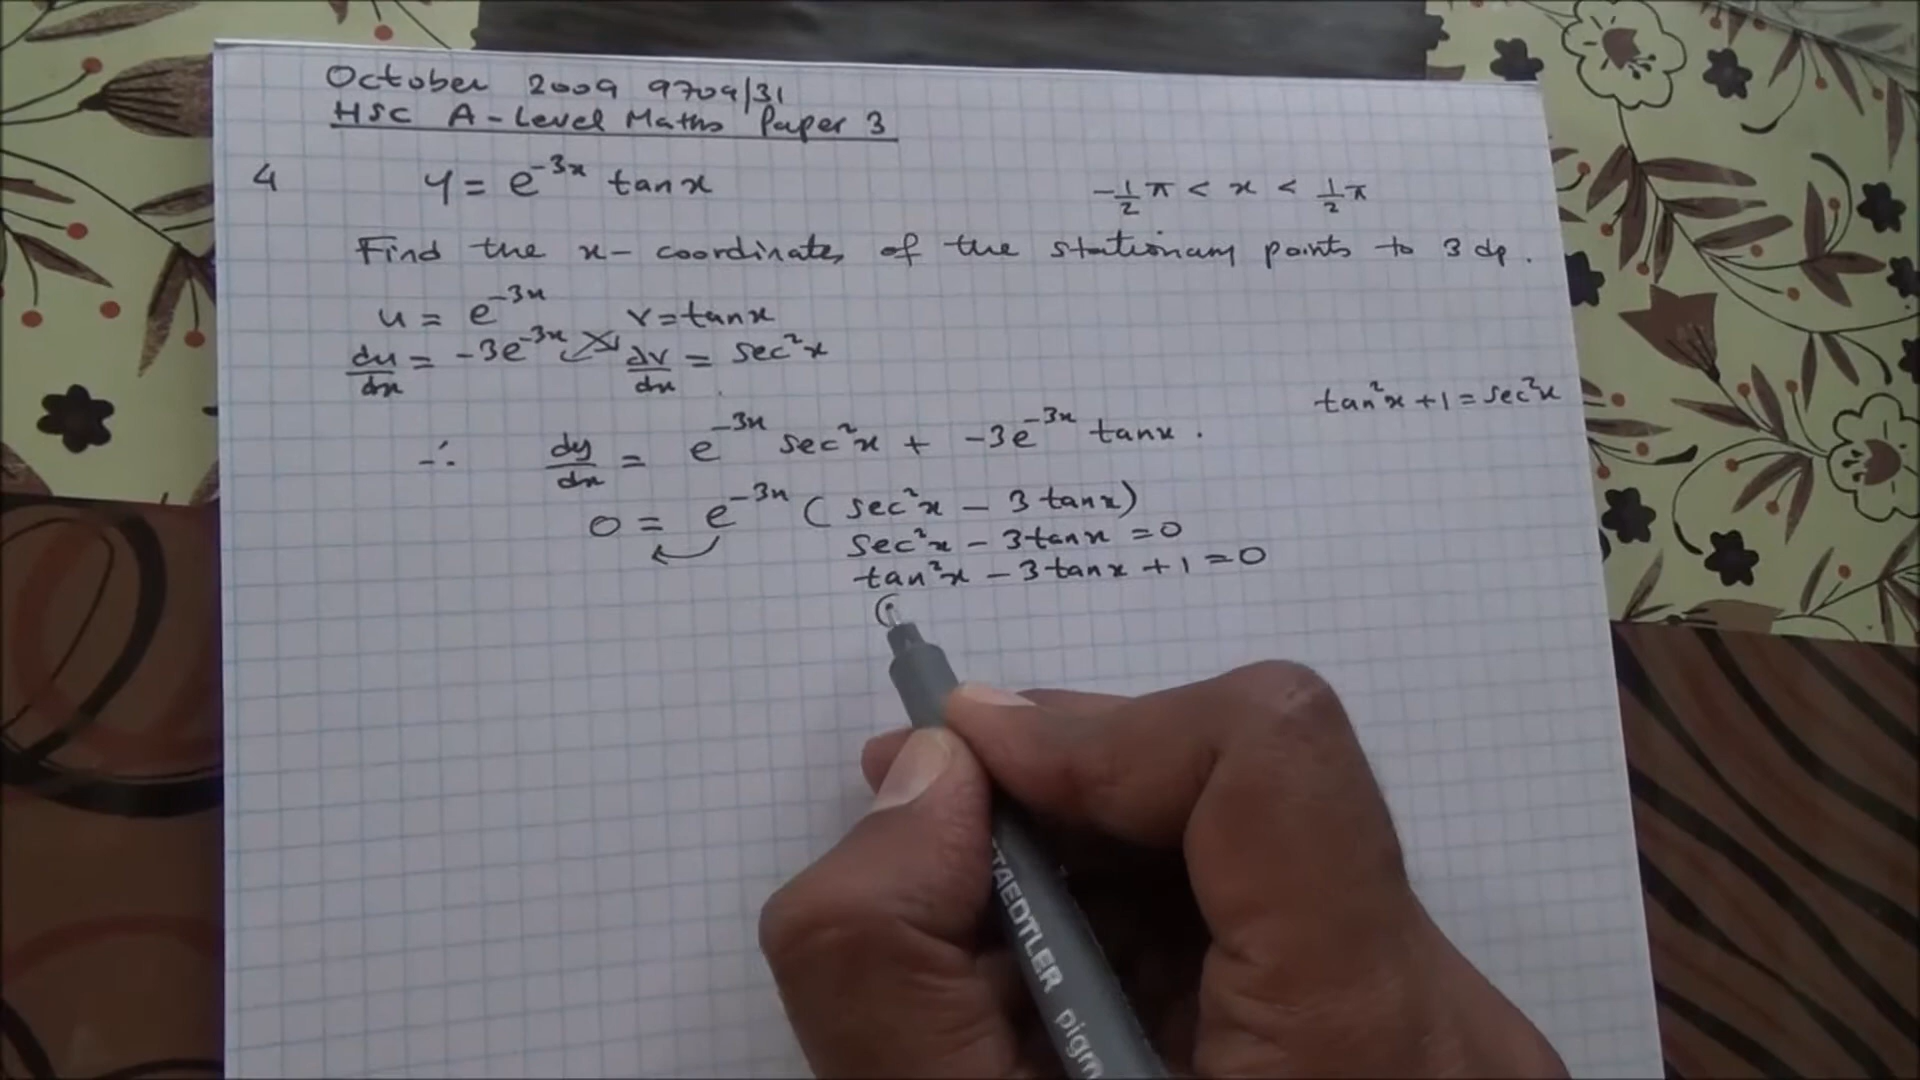 October 2009 9709/31
HSC A-Level Maths Paper 3
4 y = e^{-3x} tan x -1/2 π < x < 1/2 π
Find the x-coordinates of the stationary points to 3 dp.
u = e^{-3x} v = tan x
du/dx = -3e^{-3x} dv/dx = sec²x
tan²x + 1 = sec²x
∴ dy/dx = e^{-3x} sec²x + -3e^{-3x} tan x.
0 = e^{-3x} (sec²x - 3 tan x)
sec²x - 3 tan x = 0
tan²x - 3 tan x + 1 = 0
(
STAEDTLER pigm